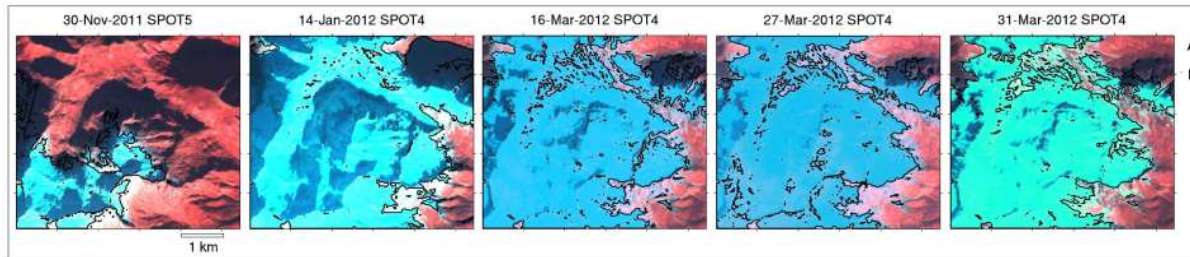 30-Nov-2011 SPOT5
14-Jan-2012 SPOT4
16-Mar-2012 SPOT4
27-Mar-2012 SPOT4
31-Mar-2012 SPOT4
1 km